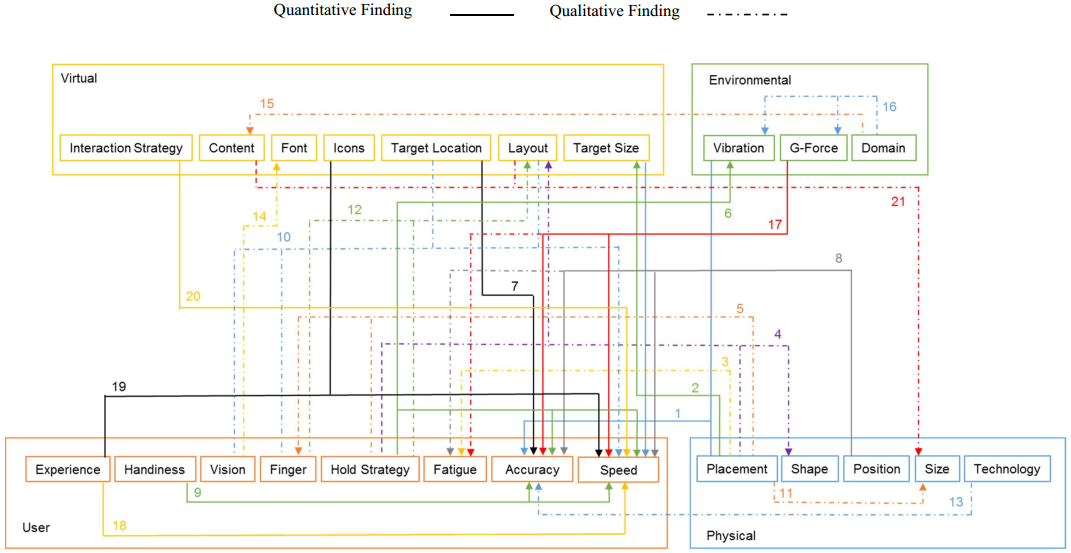 Quantitative Finding
Qualitative Finding
Virtual
Environmental
15
16
Interaction Strategy
Content
Font
Icons
Target Location
Layout
Target Size
Vibration
G-Force
Domain
21
12
6
14
17
10
8
7
20
5
4
3
19
2
1
Experience
Handiness
Vision
Finger
Hold Strategy
Fatigue
Accuracy
Speed
Placement
Shape
Position
Size
Technology
9
11
13
User
18
Physical